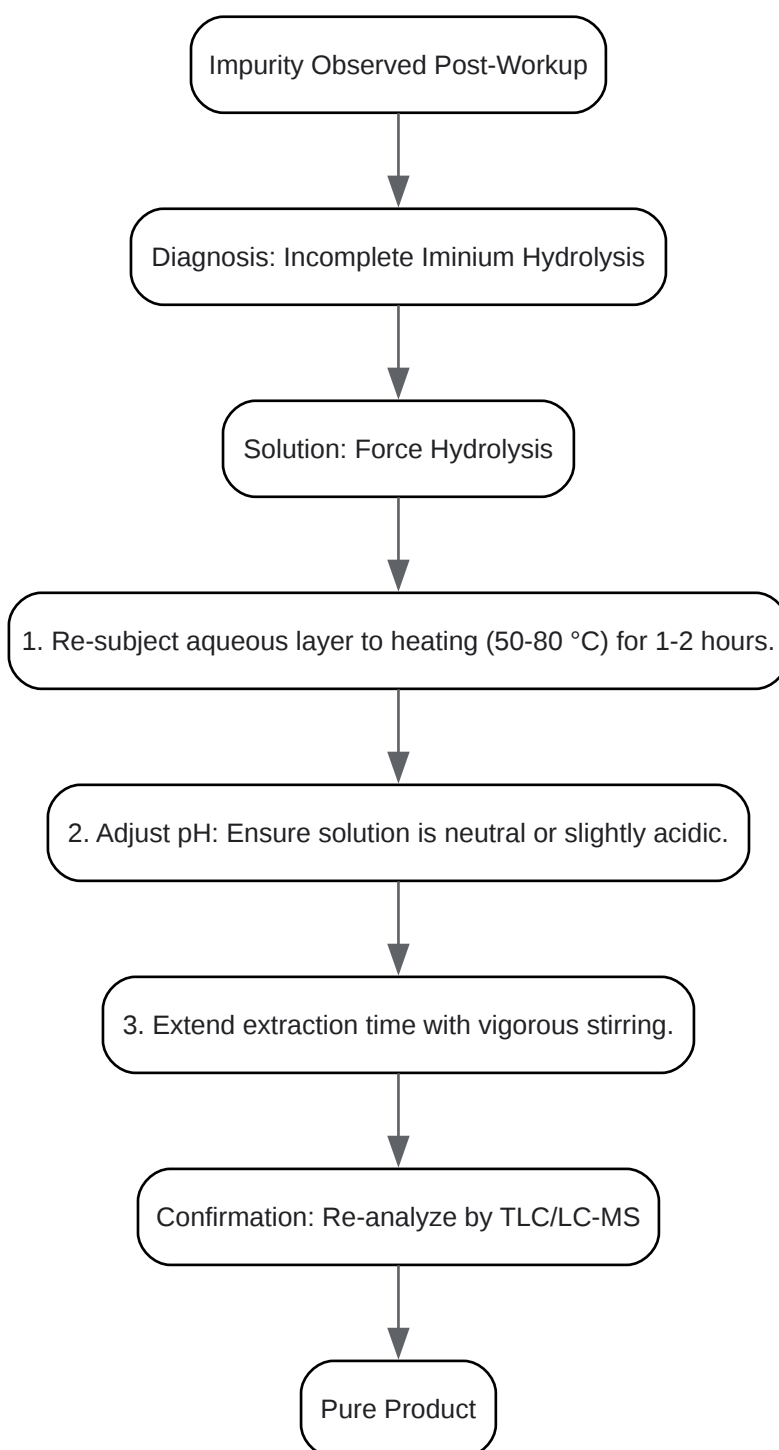 Impurity Observed Post-Workup
Diagnosis: Incomplete Iminium Hydrolysis
Solution: Force Hydrolysis
1. Re-subject aqueous layer to heating (50-80 °C) for 1-2 hours.
2. Adjust pH: Ensure solution is neutral or slightly acidic.
3. Extend extraction time with vigorous stirring.
Confirmation: Re-analyze by TLC/LC-MS
Pure Product